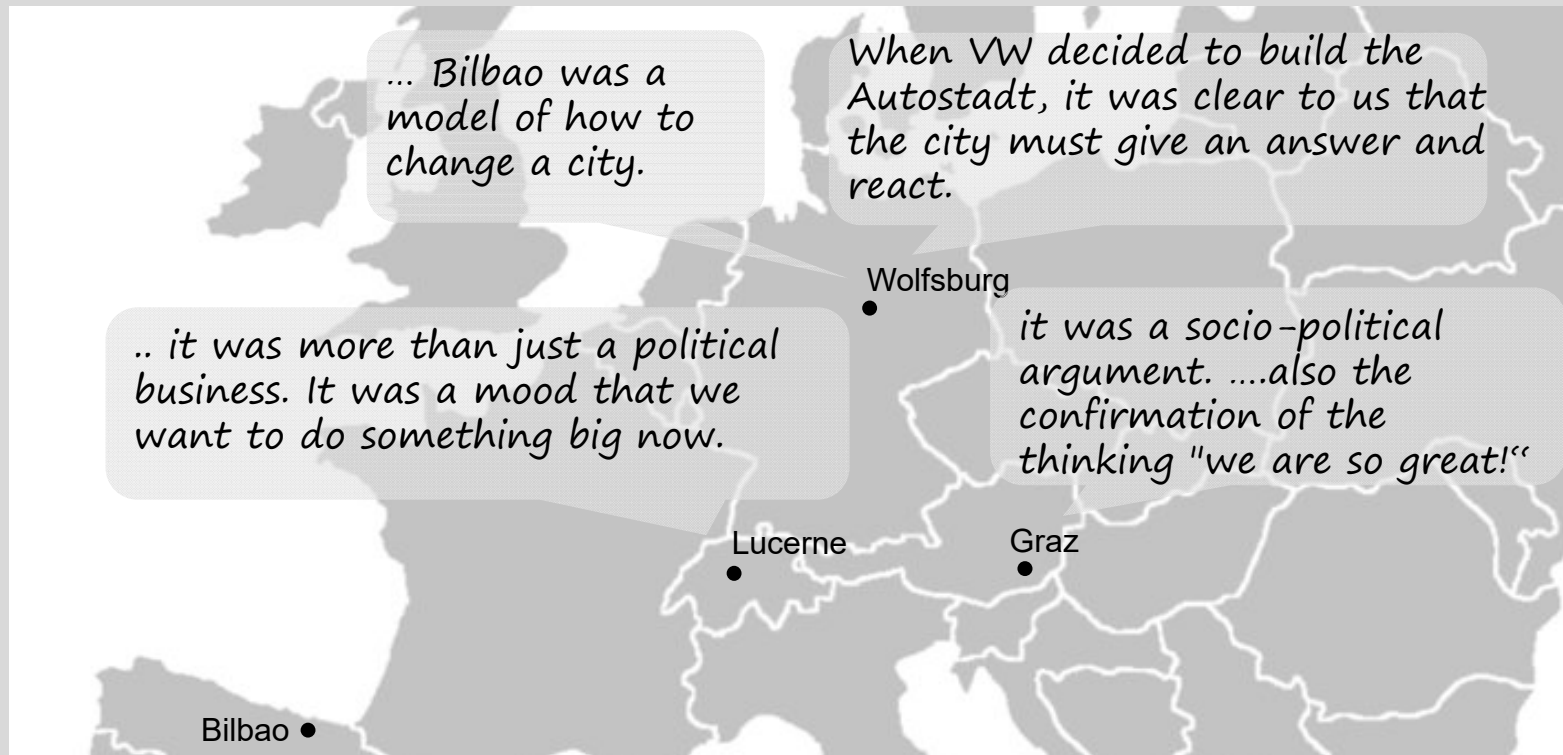 ... Bilbao was a
model of how to
change a city.
When VW decided to build the
Autostadt, it was clear to us that
the city must give an answer and
react.
Wolfsburg
.. it was more than just a political
business. It was a mood that we
want to do something big now.
it was a socio-political
argument. ....also the
confirmation of the
thinking "we are so great!“
Lucerne
Graz
Bilbao